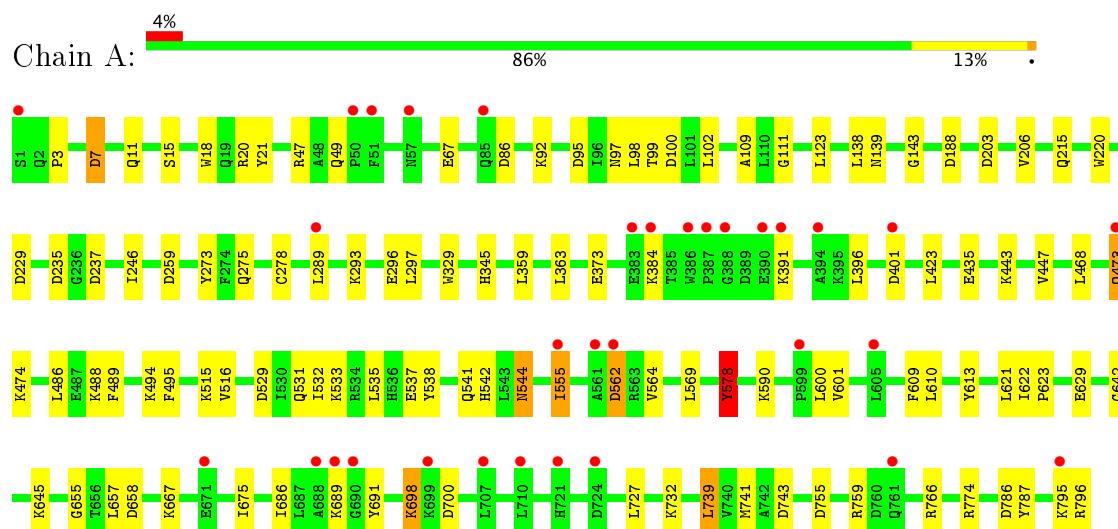 4%
Chain A:
86% 13% •
S1 Q2 P3 D7 Q11 S15 W18 Q19 R20 Y21 R47 A48 Q49 P50 F51 N57 E67 Q85 D86 K92 D95 I96 N97 L98 T99 D100 L101 L102 A109 L110 G111 L123 L138 N139 G143 D188 D203 V206 Q215 W220
D229 D235 G236 D237 I246 D259 Y273 F274 Q275 C278 L289 K293 E296 L297 W329 H345 L359 L363 E373 E383 K384 T385 W386 P387 G388 D389 E390 K391 A394 K395 L396 D401 L423 E435 K443 V447 L468
K474 L486 E487 K488 F489 K494 F495 K515 V516 D529 I530 Q531 I532 K533 R534 L535 H536 E537 Y538 Q541 H542 L543 N544 I555 A561 D562 R563 V564 L569 Y578 K590 P599 L600 V601 L605 F609 L610 Y613 L621 I622 P623 E629
K645 G655 T656 L657 D658 K667 E671 I675 I686 L687 A688 K689 G690 Y691 K698 K699 D700 L707 L710 H721 D724 L727 K732 L739 V740 M741 A742 D743 D755 R759 D760 Q761 R766 R774 D786 Y787 K795 R796